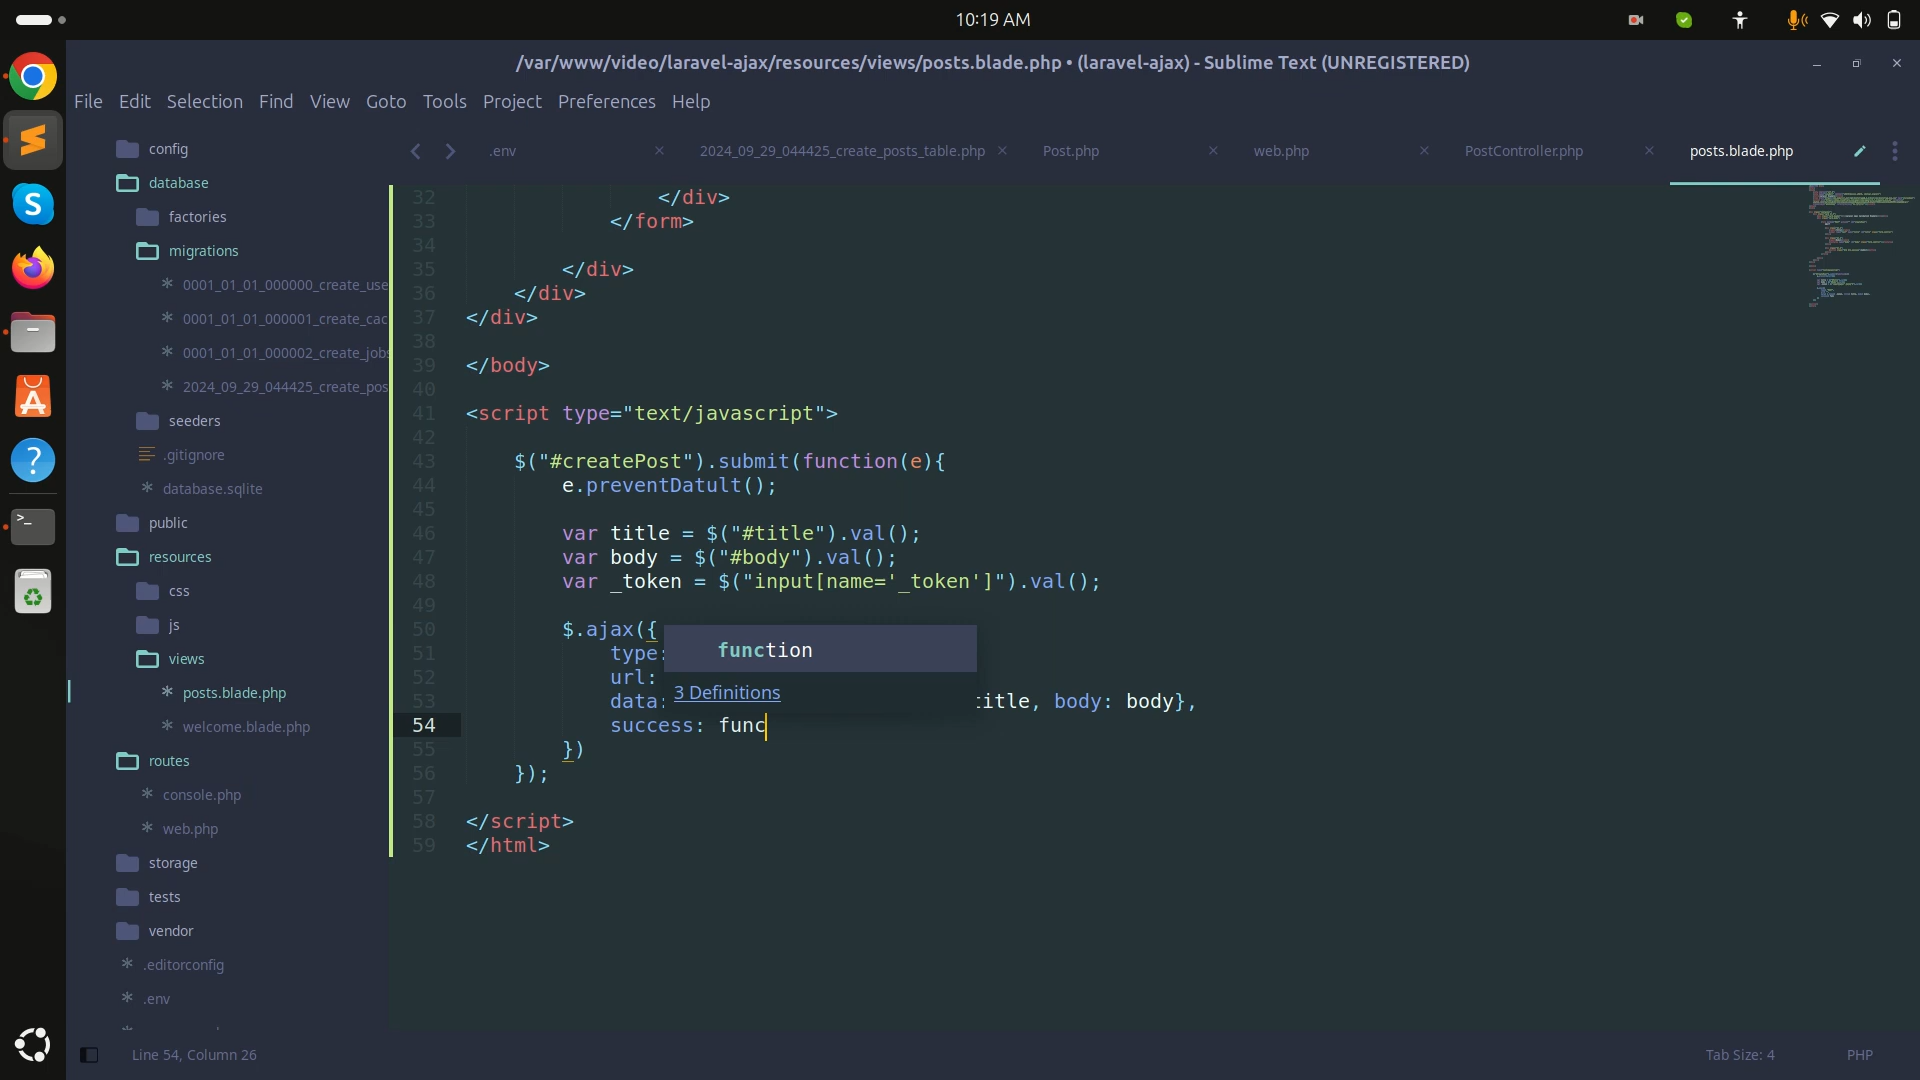 10:19 AM
/var/www/video/laravel-ajax/resources/views/posts.blade.php • (laravel-ajax) - Sublime Text (UNREGISTERED)
File Edit Selection Find View Goto Tools Project Preferences Help
config
database
factories
migrations
0001_01_01_000000_create_use
0001_01_01_000001_create_cac
0001_01_01_000002_create_jobs
2024_09_29_044425_create_pos
seeders
.gitignore
database.sqlite
public
resources
css
js
views
posts.blade.php
welcome.blade.php
routes
console.php
web.php
storage
tests
vendor
.editorconfig
.env
.env
2024_09_29_044425_create_posts_table.php
Post.php
web.php
PostController.php
posts.blade.php
32 </div>
33 </form>
34
35 </div>
36 </div>
37 </div>
38
39 </body>
40
41 <script type="text/javascript">
42
43 $("#createPost").submit(function(e){
44 e.preventDatult();
45
46 var title = $("#title").val();
47 var body = $("#body").val();
48 var _token = $("input[name='_token']").val();
49
50 $.ajax({
51 type:
52 url:
53 data: title, body: body},
54 success: func
55 })
56 });
57
58 </script>
59 </html>
function
3 Definitions
Line 54, Column 26
Tab Size: 4
PHP